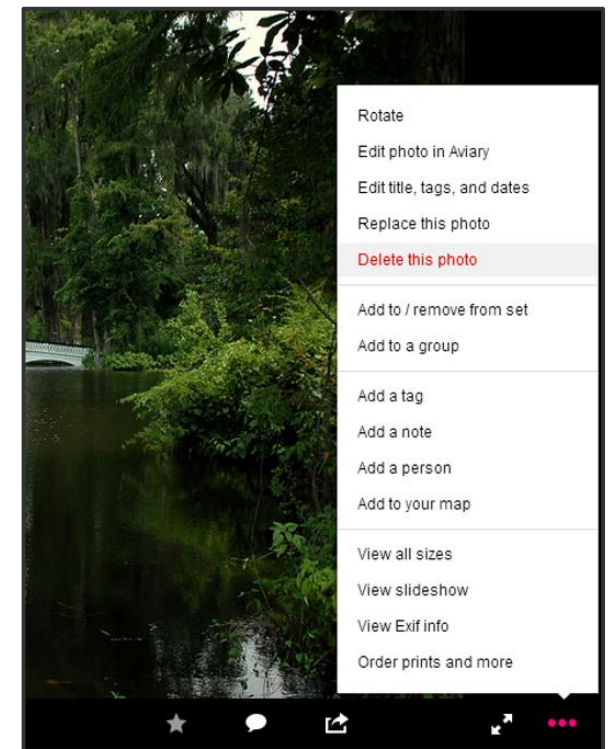 Rotate
Edit photo in Aviary
Edit title, tags, and dates
Replace this photo
Delete this photo
Add to / remove from set
Add to a group
Add a tag
Add a note
Add a person
Add to your map
View all sizes
View slideshow
View Exif info
Order prints and more